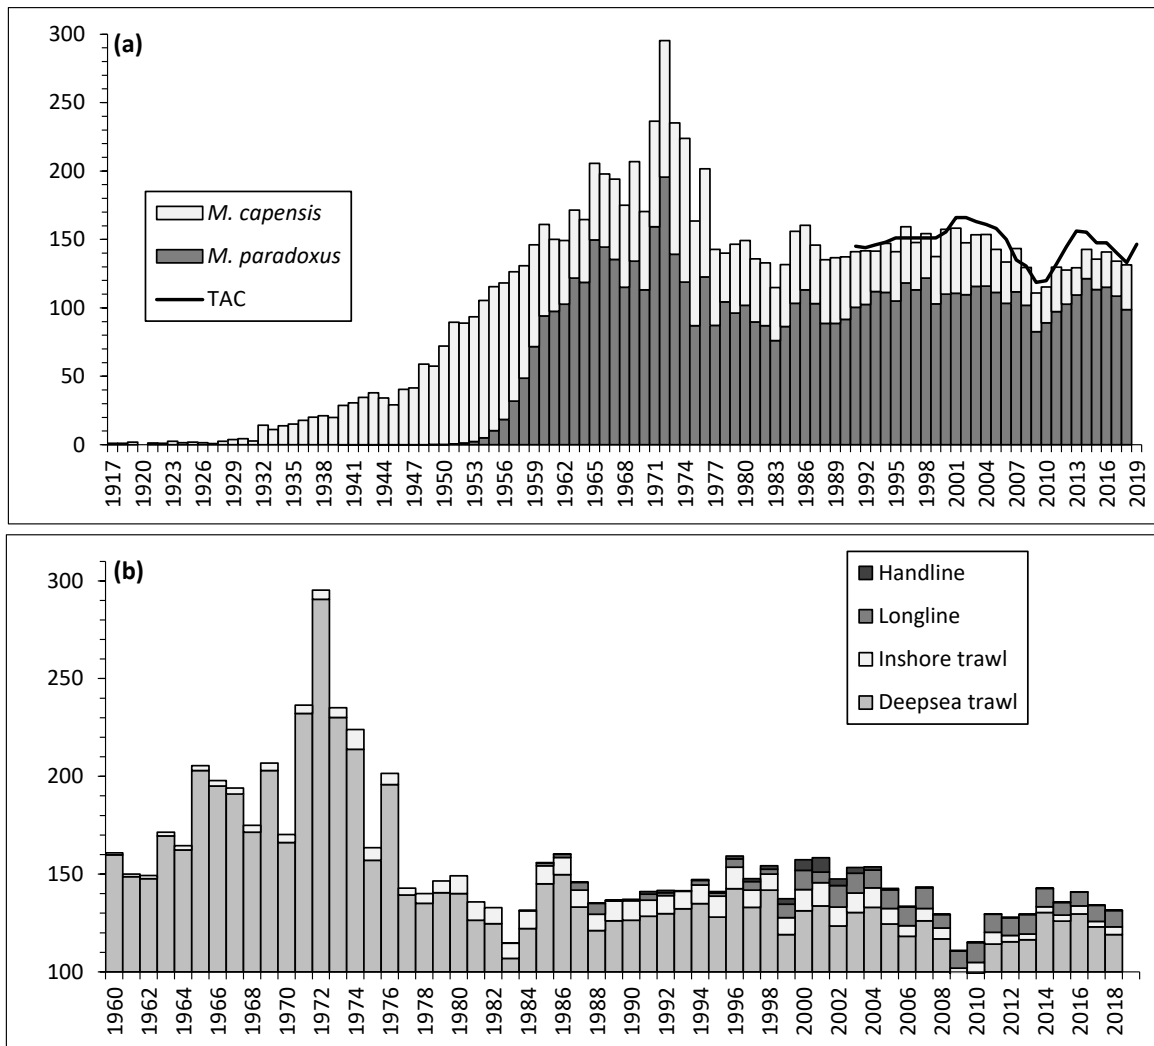 (a)
300
250
200
150
100
50
0
M. capensis
M. paradoxus
TAC
1917 1920 1923 1926 1929 1932 1935 1938 1941 1944 1947 1950 1953 1956 1959 1962 1965 1968 1971 1974 1977 1980 1983 1986 1989 1992 1995 1998 2001 2004 2007 2010 2013 2016 2019
(b)
300
250
200
150
100
Handline
Longline
Inshore trawl
Deepsea trawl
1960 1962 1964 1966 1968 1970 1972 1974 1976 1978 1980 1982 1984 1986 1988 1990 1992 1994 1996 1998 2000 2002 2004 2006 2008 2010 2012 2014 2016 2018